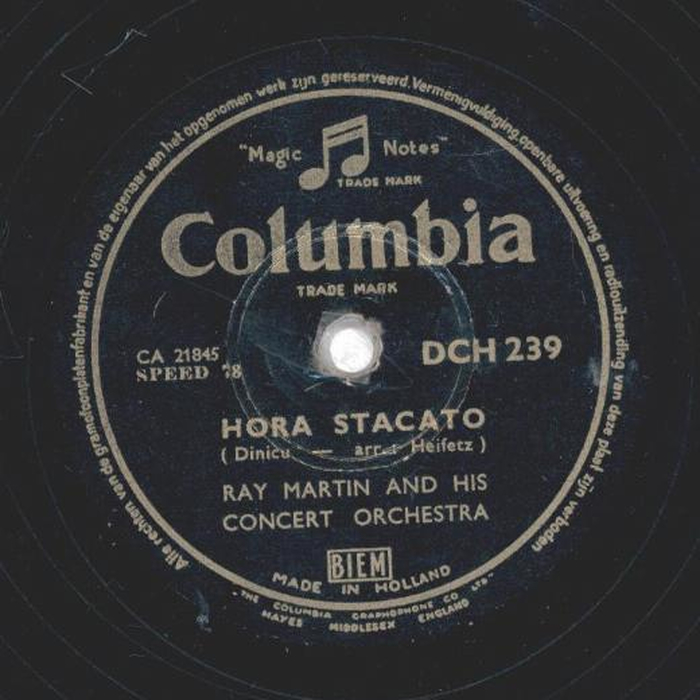 Alle rechten van de gramofoonplatenfabrikant en van de eigenaar van het opgenomen werk zijn gereserveerd. Vermenigvuldiging, openbare uitvoering en radiouitzending van deze plaat zijn verboden
"Magic Notes"
TRADE MARK
Columbia
TRADE MARK
CA 21845
SPEED 78
DCH 239
HORA STACATO
( Dinicu — arr.: Heifetz )
RAY MARTIN AND HIS
CONCERT ORCHESTRA
BIEM
MADE IN HOLLAND
THE COLUMBIA GRAPHOPHONE CO LTD
HAYES MIDDLESEX ENGLAND